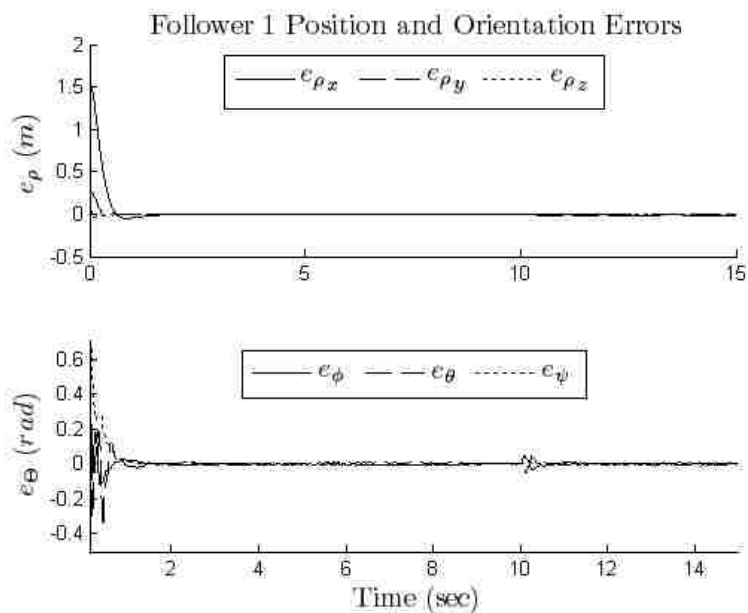 Follower 1 Position and Orientation Errors
e_ρ (m)
2
1.5
1
0.5
0
-0.5
e_ρx e_ρy e_ρz
0 5 10 15
e_Θ (rad)
0.6
0.4
0.2
0
-0.2
-0.4
e_ϕ e_θ e_ψ
2 4 6 8 10 12 14
Time (sec)